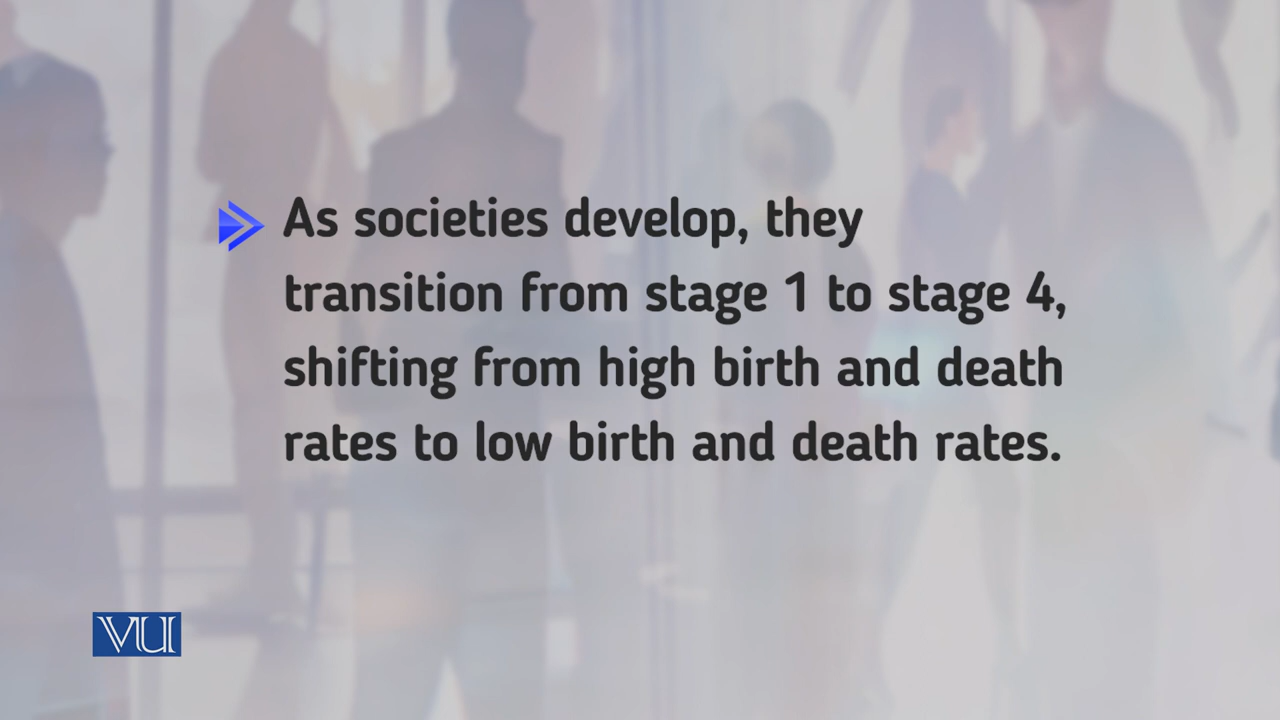 As societies develop, they
transition from stage 1 to stage 4,
shifting from high birth and death
rates to low birth and death rates.
VU